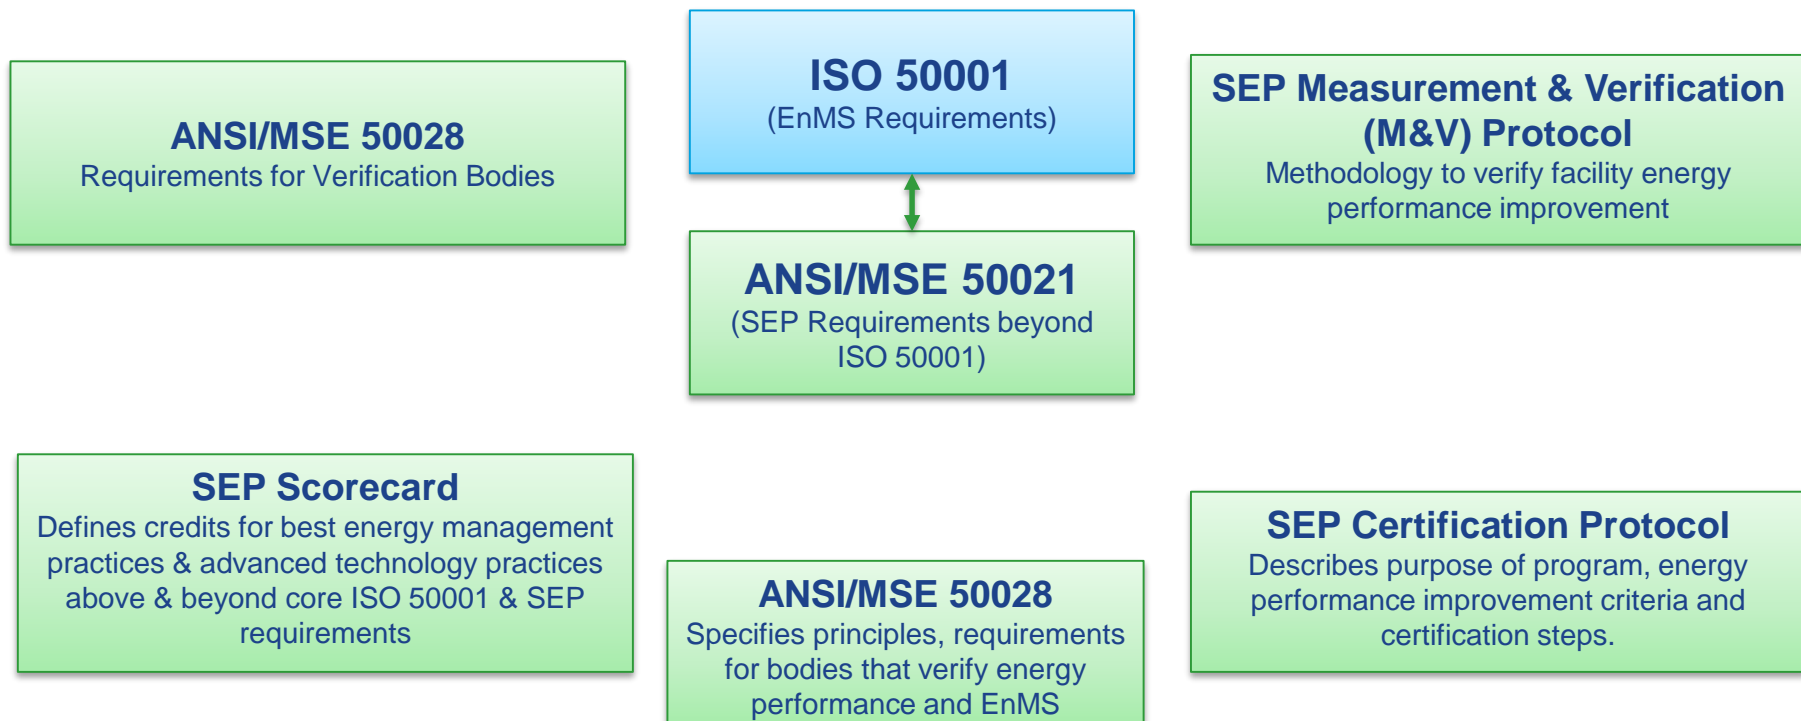 ISO 50001
(EnMS Requirements)
ANSI/MSE 50028
Requirements for Verification Bodies
SEP Measurement & Verification
(M&V) Protocol
Methodology to verify facility energy
performance improvement
ANSI/MSE 50021
(SEP Requirements beyond
ISO 50001)
SEP Scorecard
Defines credits for best energy management
practices & advanced technology practices
above & beyond core ISO 50001 & SEP
requirements
ANSI/MSE 50028
Specifies principles, requirements
for bodies that verify energy
performance and EnMS
SEP Certification Protocol
Describes purpose of program, energy
performance improvement criteria and
certification steps.